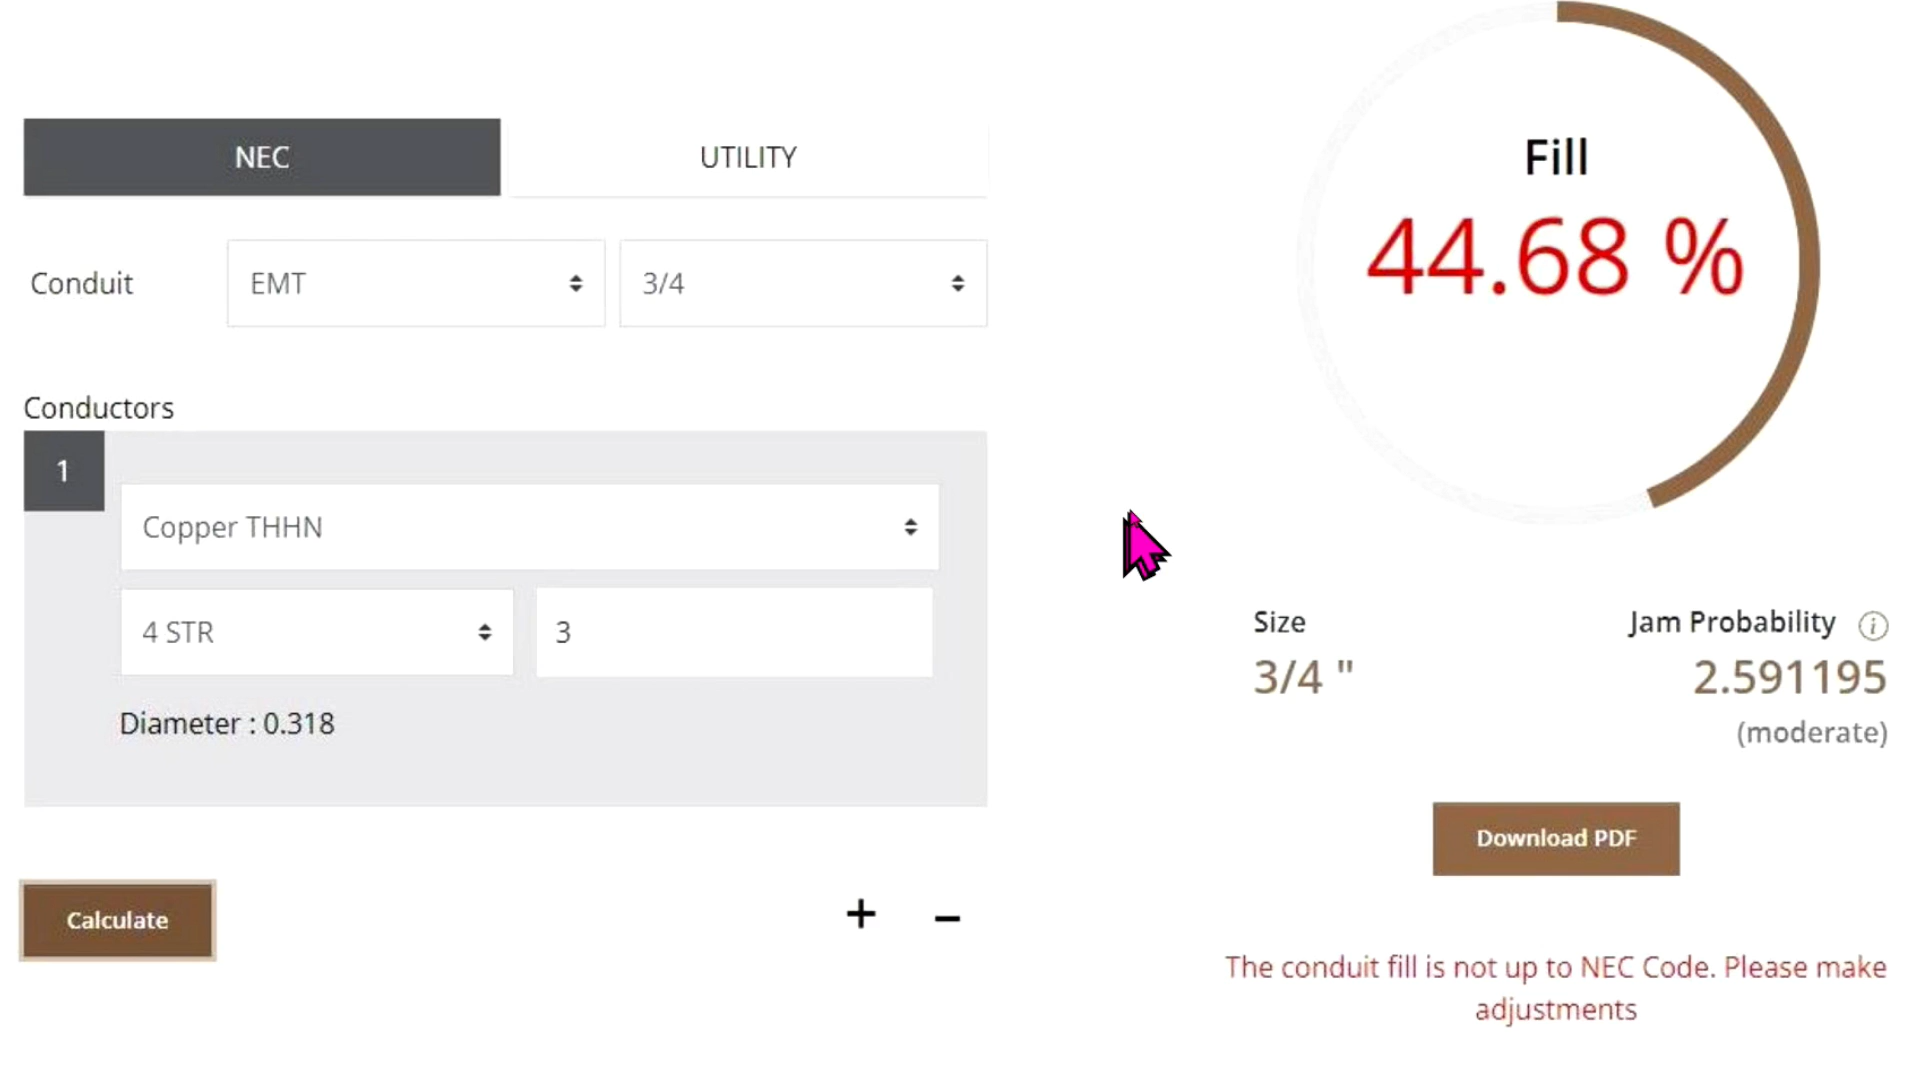 NEC
UTILITY
Conduit
EMT
3/4
Conductors
1
Copper THHN
4 STR
3
Diameter : 0.318
Calculate
+
−
Fill
44.68 %
Size
Jam Probability i
3/4 "
2.591195
(moderate)
Download PDF
The conduit fill is not up to NEC Code. Please make
adjustments